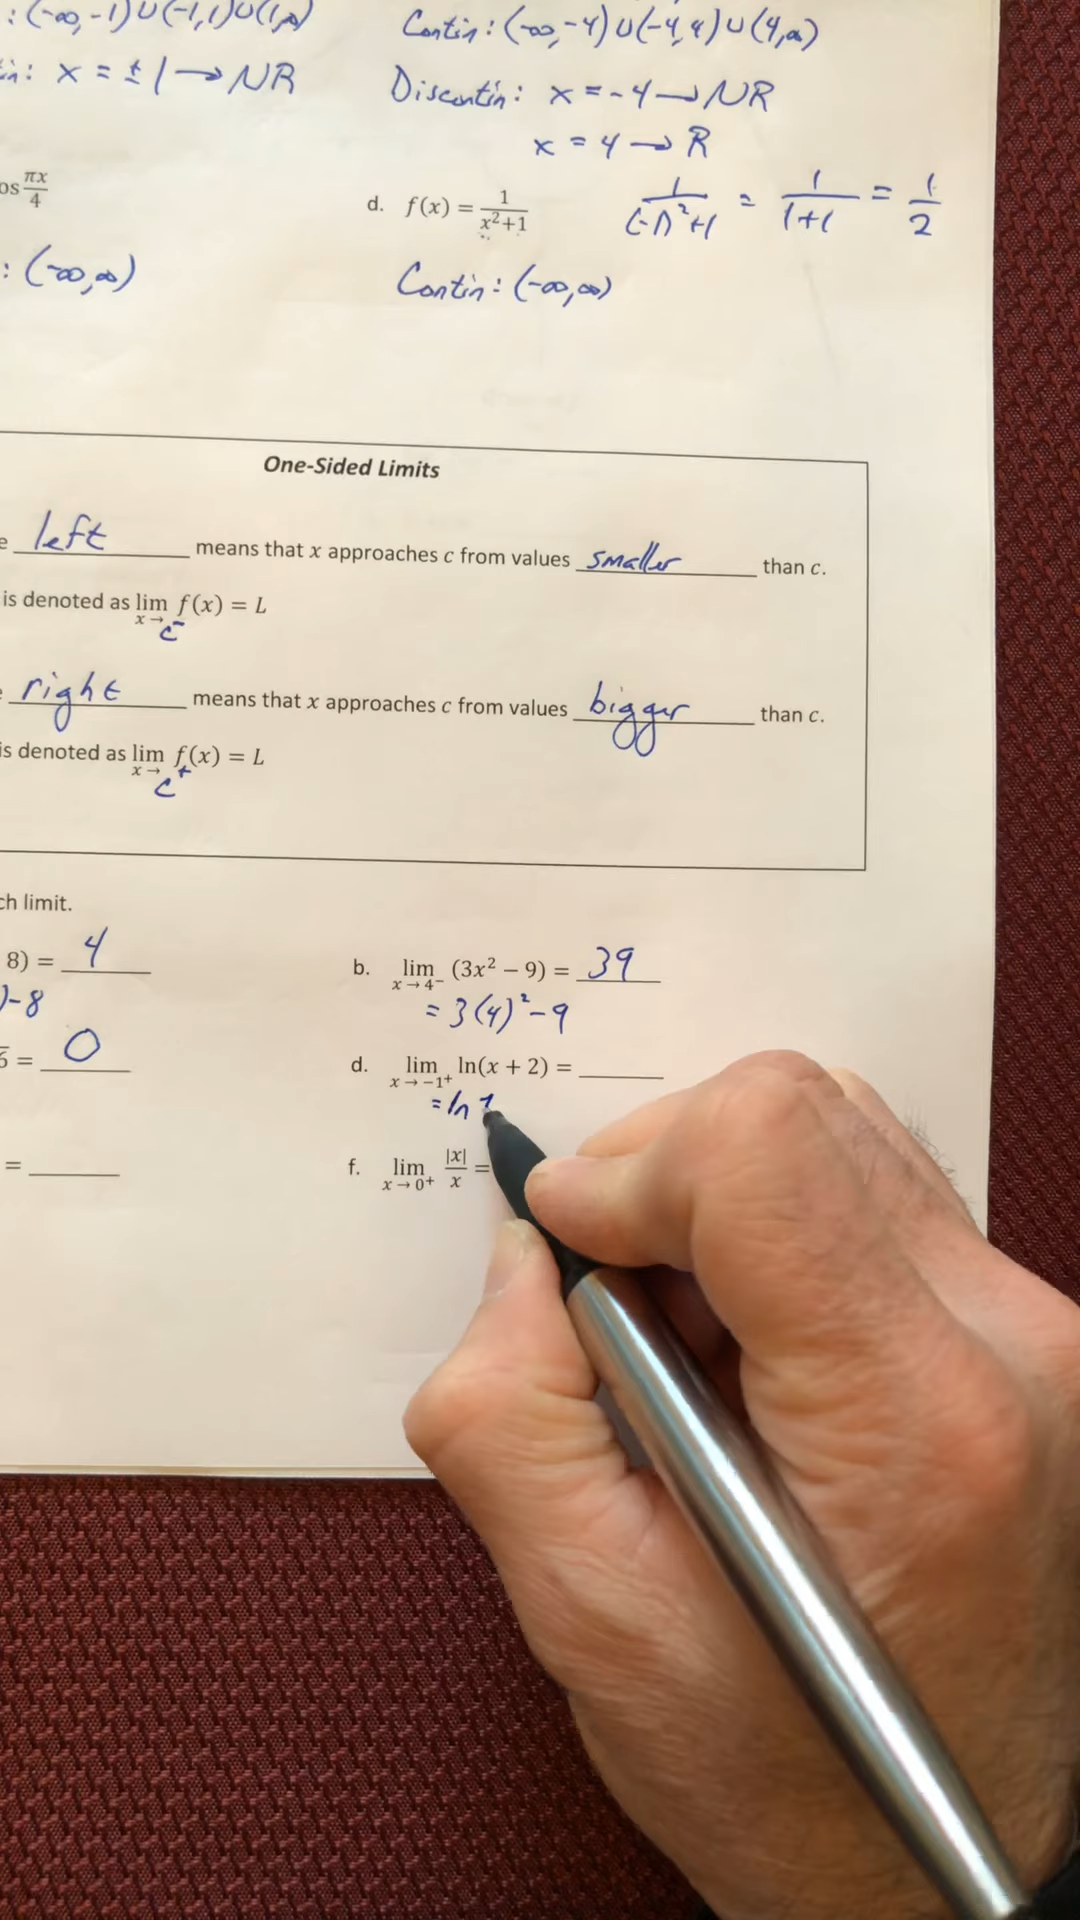 : (-∞, -1)∪(-1,1)∪(1,∞)
Contin: (-∞, -4)∪(-4,4)∪(4,∞)
in: x = ±1 → NR
Discontin: x = -4 → NR
x = 4 → R
os πx/4
d. f(x) = 1/(x²+1)
1/((-1)²+1) = 1/(1+1) = 1/2
: (-∞,∞)
Contin: (-∞,∞)
One-Sided Limits
e left means that x approaches c from values smaller than c.
is denoted as lim x→c⁻ f(x) = L
right means that x approaches c from values bigger than c.
is denoted as lim x→c⁺ f(x) = L
ch limit.
8) = 4
b. lim x→4⁻ (3x² – 9) = 39
)-8
= 3(4)²-9
= 0
d. lim x→−1⁺ ln(x + 2) =
= ln 1
=
f. lim x→0⁺ |x|/x =